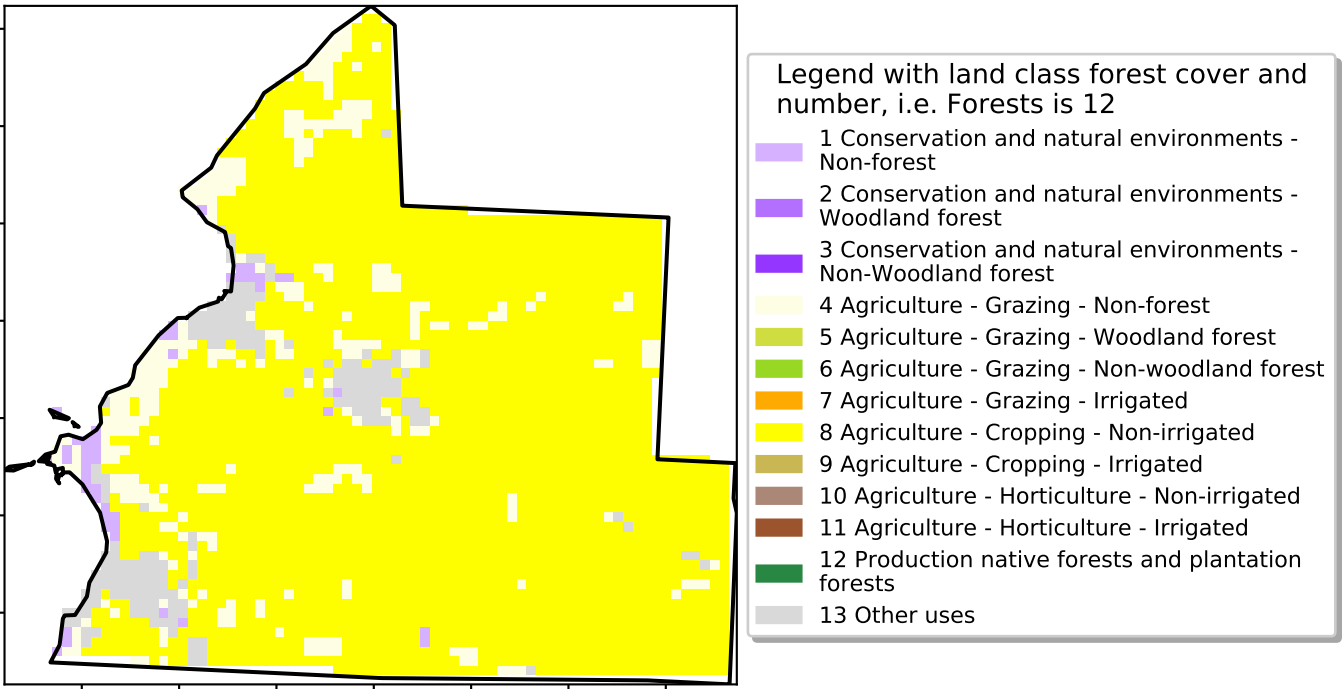 Legend with land class forest cover and
number, i.e. Forests is 12
1 Conservation and natural environments -
Non-forest
2 Conservation and natural environments -
Woodland forest
3 Conservation and natural environments -
Non-Woodland forest
4 Agriculture - Grazing - Non-forest
5 Agriculture - Grazing - Woodland forest
6 Agriculture - Grazing - Non-woodland forest
7 Agriculture - Grazing - Irrigated
8 Agriculture - Cropping - Non-irrigated
9 Agriculture - Cropping - Irrigated
10 Agriculture - Horticulture - Non-irrigated
11 Agriculture - Horticulture - Irrigated
12 Production native forests and plantation
forests
13 Other uses